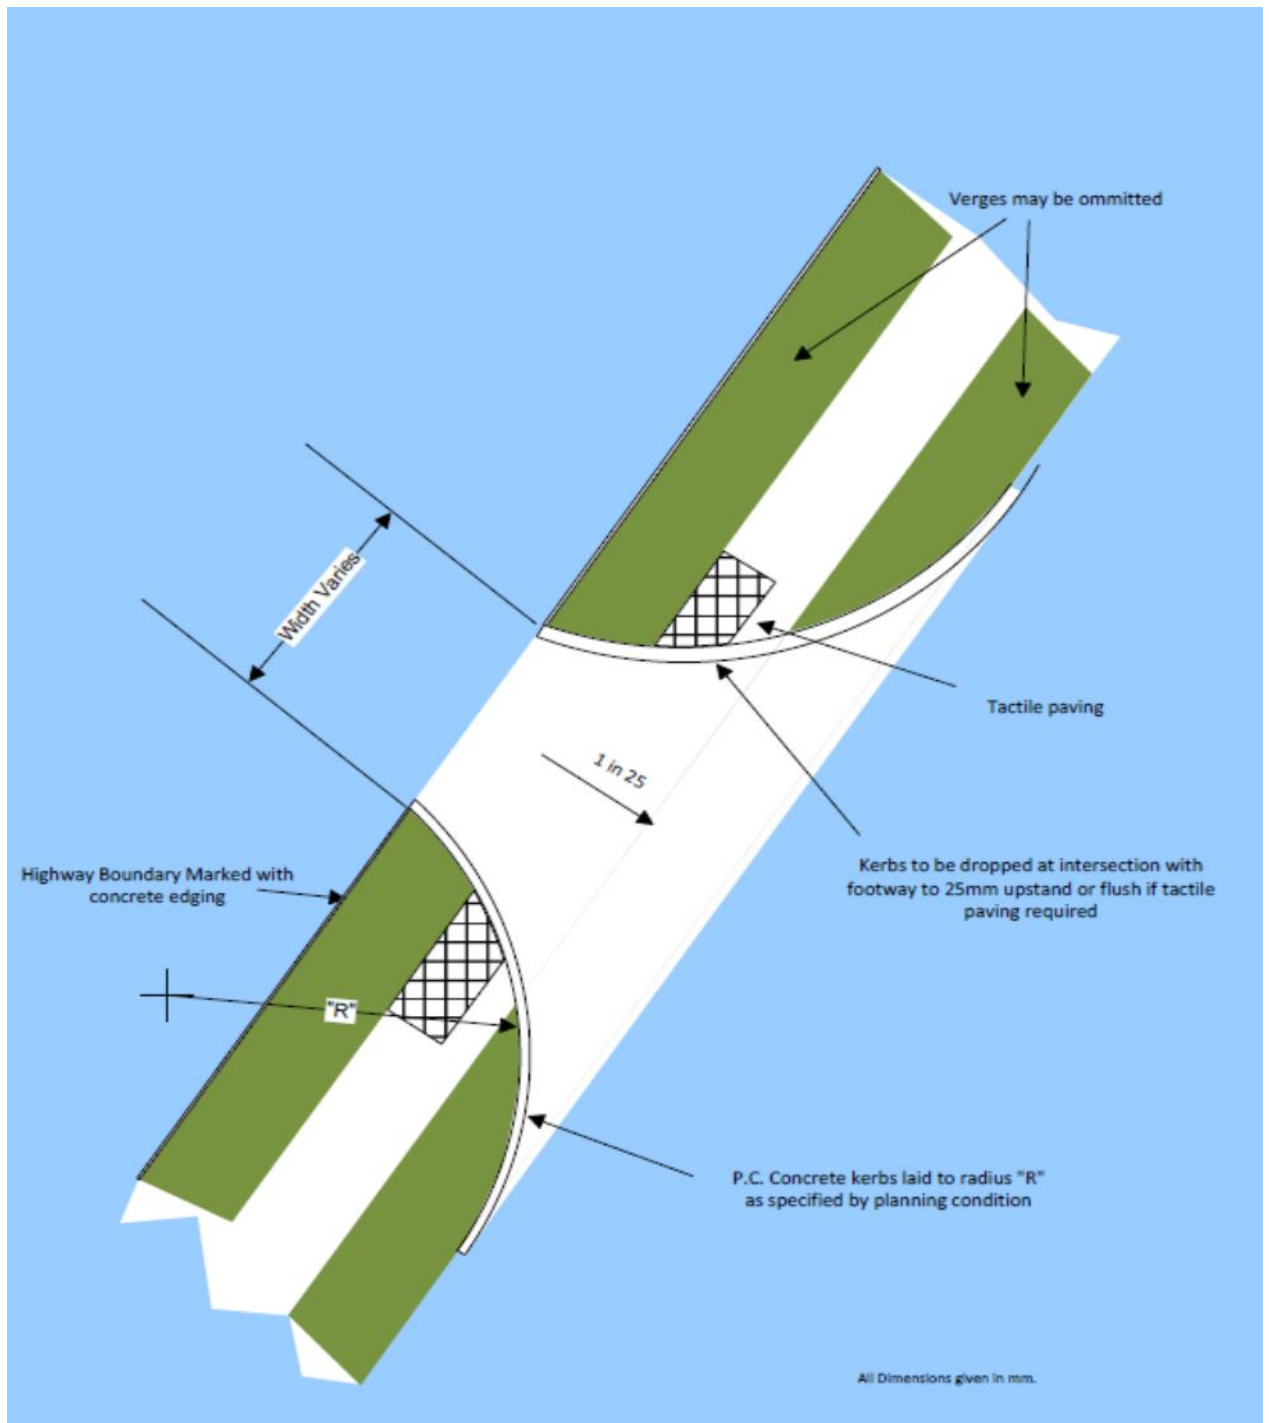 Verges may be ommitted
Width Varies
Tactile paving
1 in 25
Kerbs to be dropped at intersection with
footway to 25mm upstand or flush if tactile
paving required
Highway Boundary Marked with
concrete edging
"R"
P.C. Concrete kerbs laid to radius "R"
as specified by planning condition
All Dimensions given in mm.